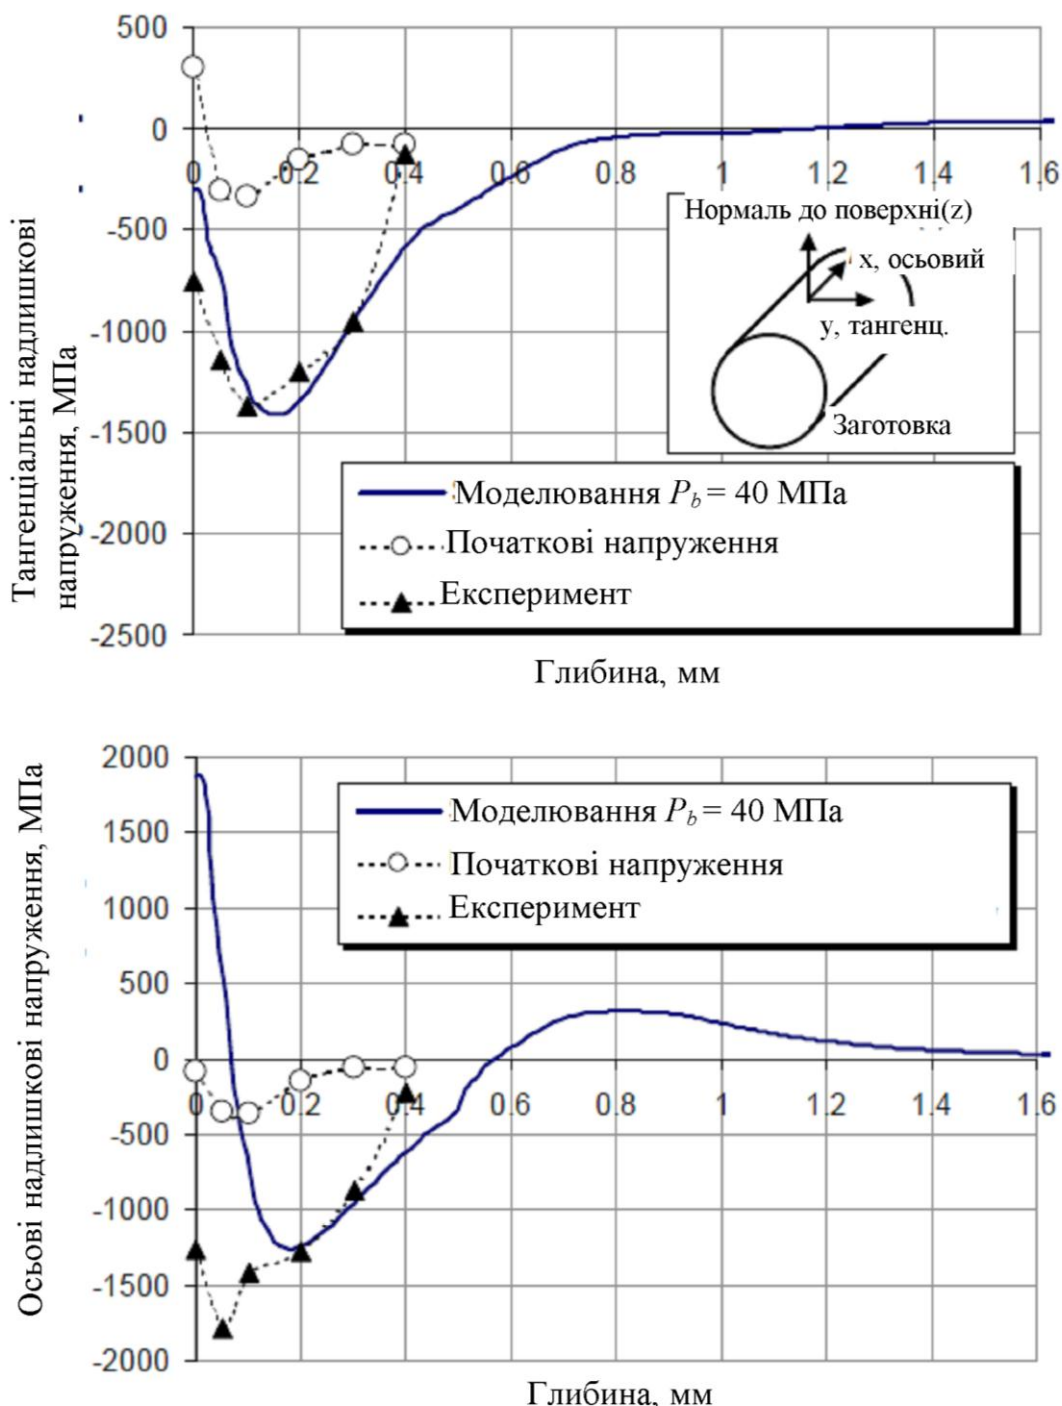 Тангенціальні надлишкові
напруження, МПа
500
0
-500
-1000
-1500
-2000
-2500
0 0.2 0.4 0.6 0.8 1 1.2 1.4 1.6
Нормаль до поверхні(z)
x, осьовий
y, тангенц.
Заготовка
Моделювання P_b = 40 МПа
Початкові напруження
Експеримент
Глибина, мм
Осьові надлишкові напруження, МПа
2000
1500
1000
500
0
-500
-1000
-1500
-2000
Моделювання P_b = 40 МПа
Початкові напруження
Експеримент
0 0.2 0.4 0.6 0.8 1 1.2 1.4 1.6
Глибина, мм